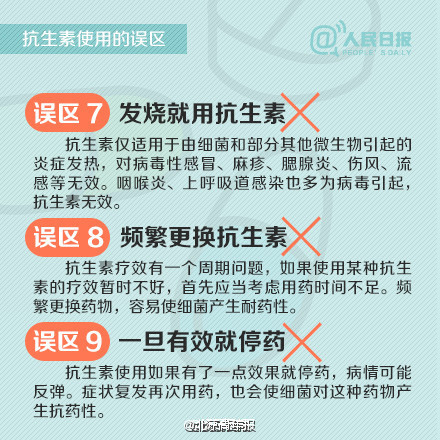 抗生素使用的误区
@人民日报
PEOPLE'S DAILY
误区 7 发烧就用抗生素
抗生素仅适用于由细菌和部分其他微生物引起的
炎症发热，对病毒性感冒、麻疹、腮腺炎、伤风、流
感等无效。咽喉炎、上呼吸道感染也多为病毒引起，
抗生素无效。
误区 8 频繁更换抗生素
抗生素疗效有一个周期问题，如果使用某种抗生
素的疗效暂时不好，首先应当考虑用药时间不足。频
繁更换药物，容易使细菌产生耐药性。
误区 9 一旦有效就停药
抗生素使用如果有了一点效果就停药，病情可能
反弹。症状复发再次用药，也会使细菌对这种药物产
生抗药性。
@北京青年报